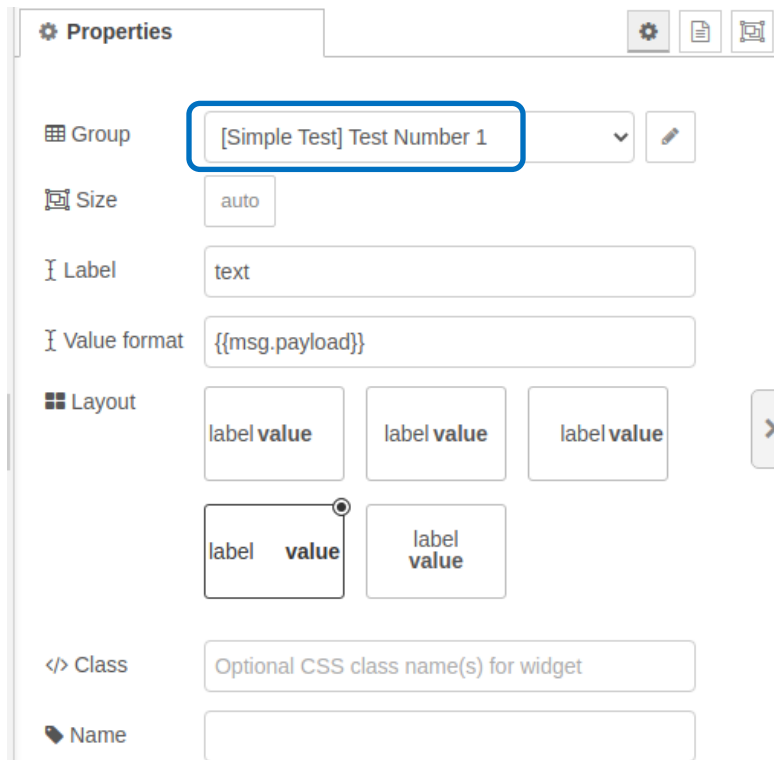 Properties
Group [Simple Test] Test Number 1
Size auto
Label text
Value format {{msg.payload}}
Layout
label value label value label value
label value label
value
</> Class Optional CSS class name(s) for widget
Name